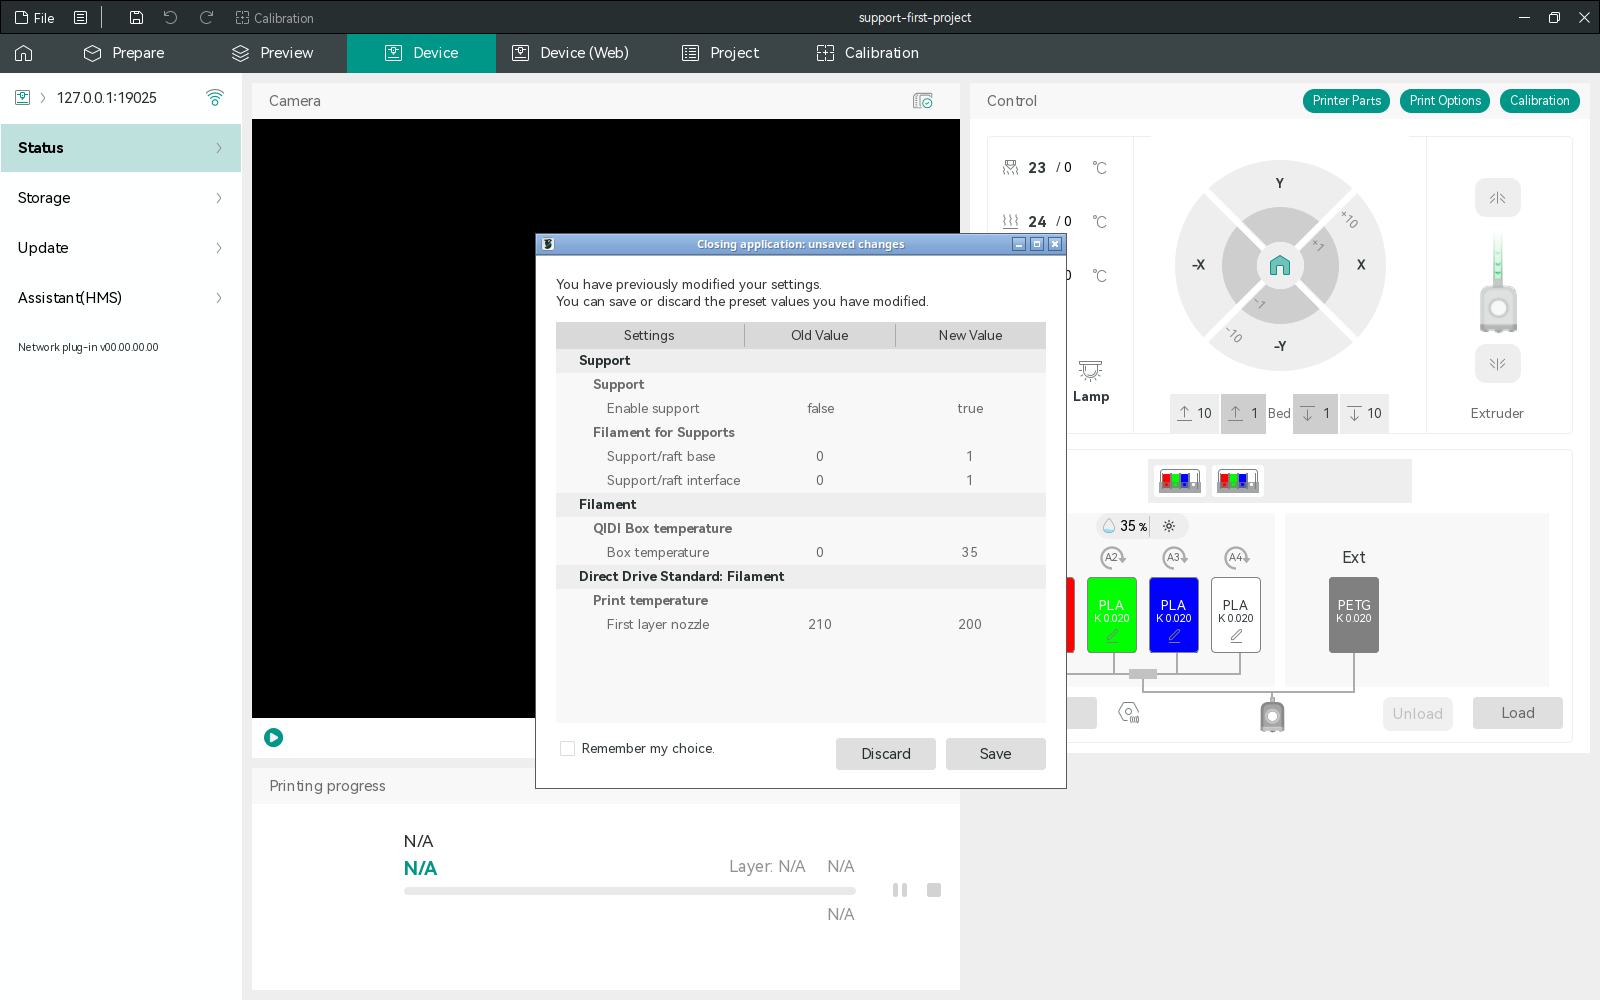 File
Calibration
support-first-project
Prepare
Preview
Device
Device (Web)
Project
Calibration
127.0.0.1:19025
Status
Storage
Update
Assistant(HMS)
Network plug-in v00.00.00.00
Camera
Control
Printer Parts
Print Options
Calibration
23 / 0 °C
24 / 0 °C
0 °C
Lamp
Y
+10
+1
-X
X
-1
-10
-Y
10
1
Bed
1
10
Extruder
Closing application: unsaved changes
You have previously modified your settings.
You can save or discard the preset values you have modified.
Settings Old Value New Value
Support
Support
Enable support false true
Filament for Supports
Support/raft base 0 1
Support/raft interface 0 1
Filament
QIDI Box temperature
Box temperature 0 35
Direct Drive Standard: Filament
Print temperature
First layer nozzle 210 200
Remember my choice.
Discard
Save
35 %
A2
A3
A4
Ext
PLA
K 0.020
PLA
K 0.020
PLA
K 0.020
PETG
K 0.020
Unload
Load
Printing progress
N/A
N/A
Layer: N/A
N/A
N/A